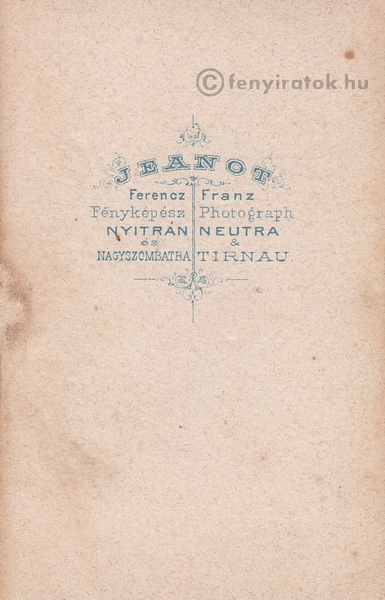 © fenyiratok.hu
JEANOT
Ferencz Franz
Fényképész Photograph
NYITRÁN NEUTRA
és &
NAGYSZOMBATBA TIRNAU.